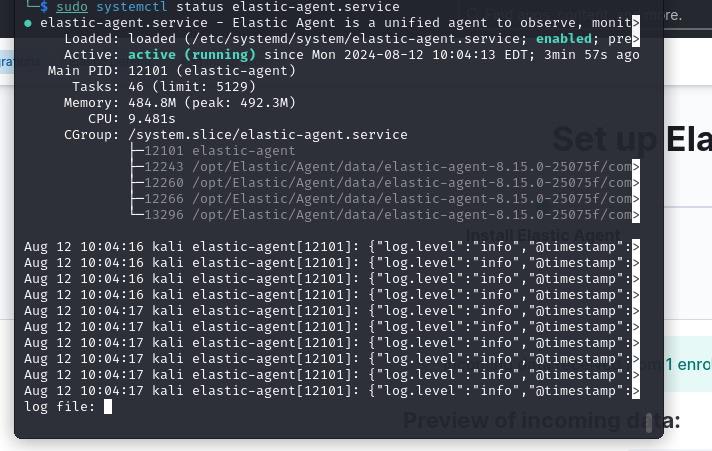 └─$ sudo systemctl status elastic-agent.service
● elastic-agent.service - Elastic Agent is a unified agent to observe, monit>
Loaded: loaded (/etc/systemd/system/elastic-agent.service; enabled; pre>
Active: active (running) since Mon 2024-08-12 10:04:13 EDT; 3min 57s ago
Main PID: 12101 (elastic-agent)
Tasks: 46 (limit: 5129)
Memory: 484.8M (peak: 492.3M)
CPU: 9.481s
CGroup: /system.slice/elastic-agent.service
├─12101 elastic-agent
├─12243 /opt/Elastic/Agent/data/elastic-agent-8.15.0-25075f/com>
├─12260 /opt/Elastic/Agent/data/elastic-agent-8.15.0-25075f/com>
├─12266 /opt/Elastic/Agent/data/elastic-agent-8.15.0-25075f/com>
└─13296 /opt/Elastic/Agent/data/elastic-agent-8.15.0-25075f/com>
Aug 12 10:04:16 kali elastic-agent[12101]: {"log.level":"info","@timestamp":>
Aug 12 10:04:16 kali elastic-agent[12101]: {"log.level":"info","@timestamp":>
Aug 12 10:04:16 kali elastic-agent[12101]: {"log.level":"info","@timestamp":>
Aug 12 10:04:16 kali elastic-agent[12101]: {"log.level":"info","@timestamp":>
Aug 12 10:04:17 kali elastic-agent[12101]: {"log.level":"info","@timestamp":>
Aug 12 10:04:17 kali elastic-agent[12101]: {"log.level":"info","@timestamp":>
Aug 12 10:04:17 kali elastic-agent[12101]: {"log.level":"info","@timestamp":>
Aug 12 10:04:17 kali elastic-agent[12101]: {"log.level":"info","@timestamp":>
Aug 12 10:04:17 kali elastic-agent[12101]: {"log.level":"info","@timestamp":>
Aug 12 10:04:17 kali elastic-agent[12101]: {"log.level":"info","@timestamp":>
log file:
and more.
Set up Ela
Install Elastic Agent
1 enro
Preview of incoming data: